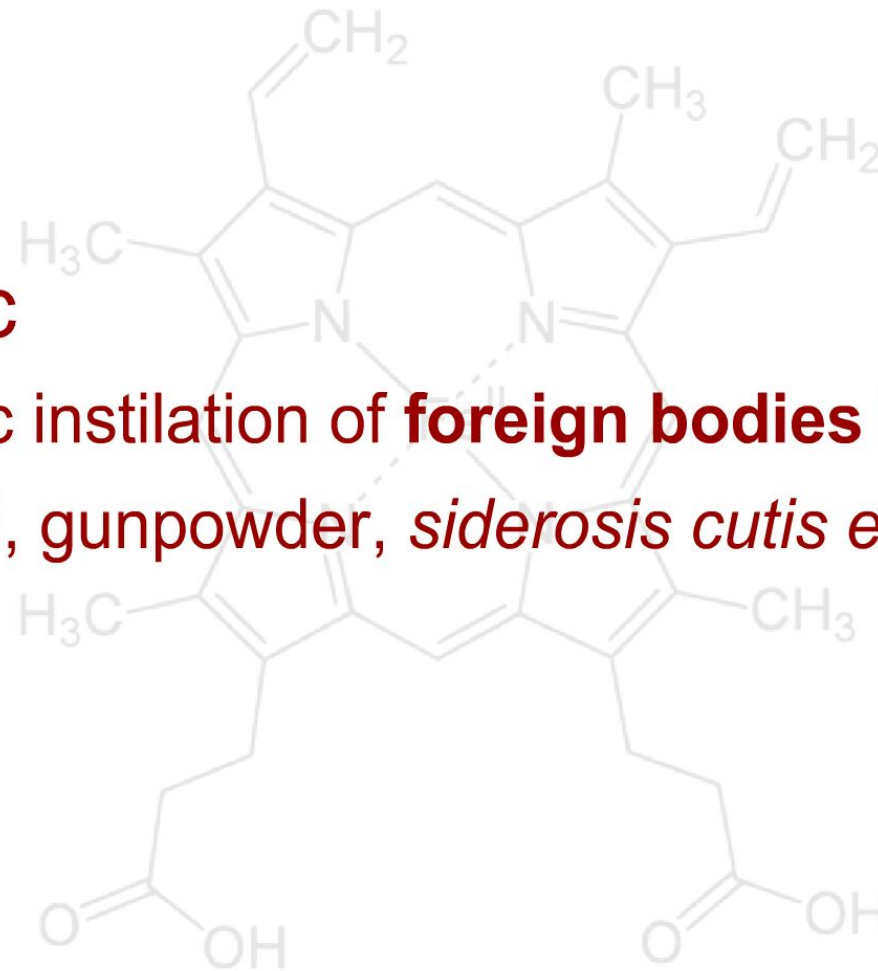 CH2
CH3
CH2
H3C
N N
instilation of foreign bodies
, gunpowder, siderosis cutis
N N
H3C CH3
O OH O OH